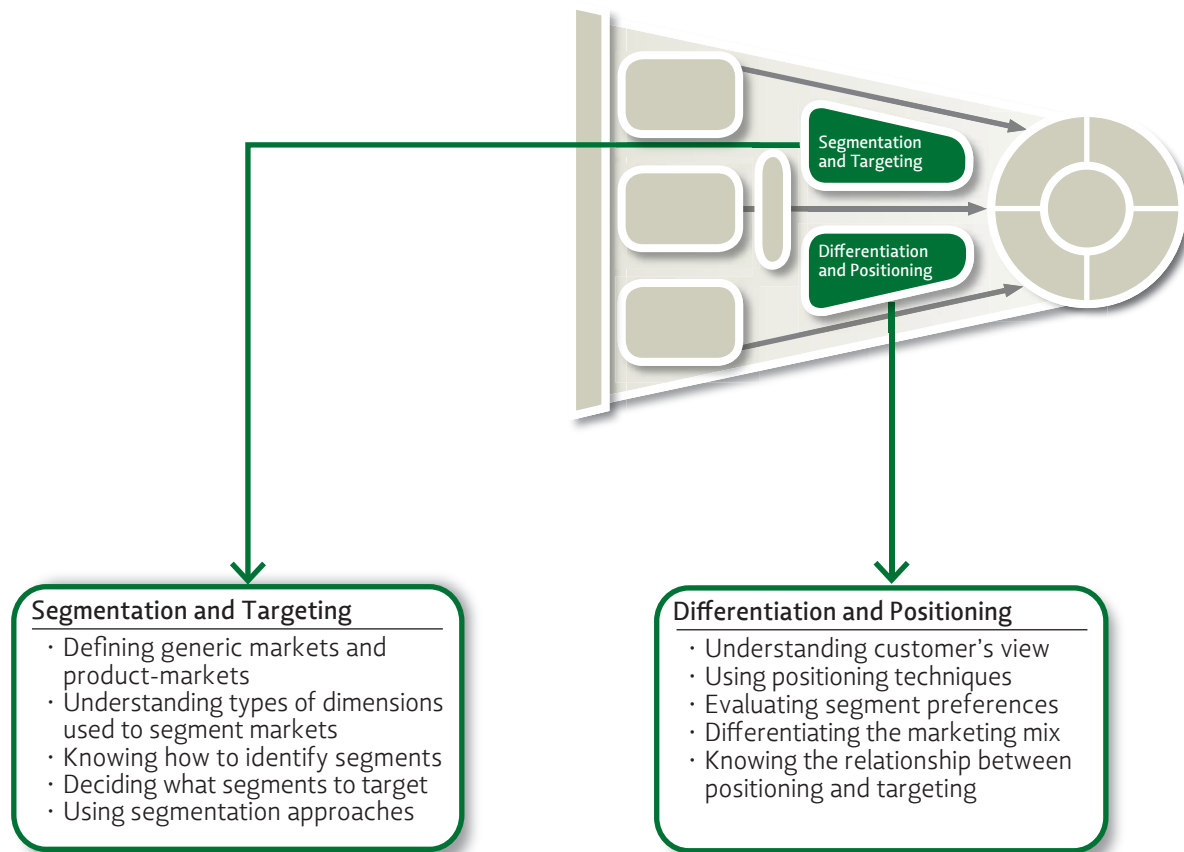 Segmentation
and Targeting
Differentiation
and Positioning
Segmentation and Targeting
· Defining generic markets and
product-markets
· Understanding types of dimensions
used to segment markets
· Knowing how to identify segments
· Deciding what segments to target
· Using segmentation approaches
Differentiation and Positioning
· Understanding customer’s view
· Using positioning techniques
· Evaluating segment preferences
· Differentiating the marketing mix
· Knowing the relationship between
positioning and targeting